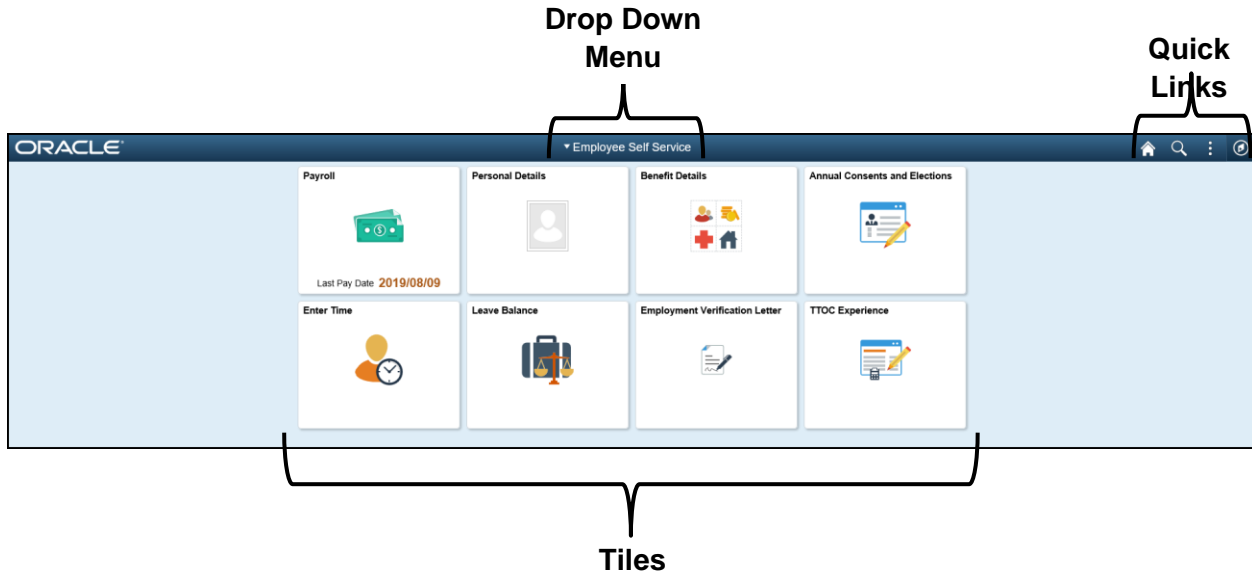 Drop Down
Menu
Quick
Links
ORACLE
Employee Self Service
Payroll
Personal Details
Benefit Details
Annual Consents and Elections
Last Pay Date 2019/08/09
Enter Time
Leave Balance
Employment Verification Letter
TTOC Experience
Tiles